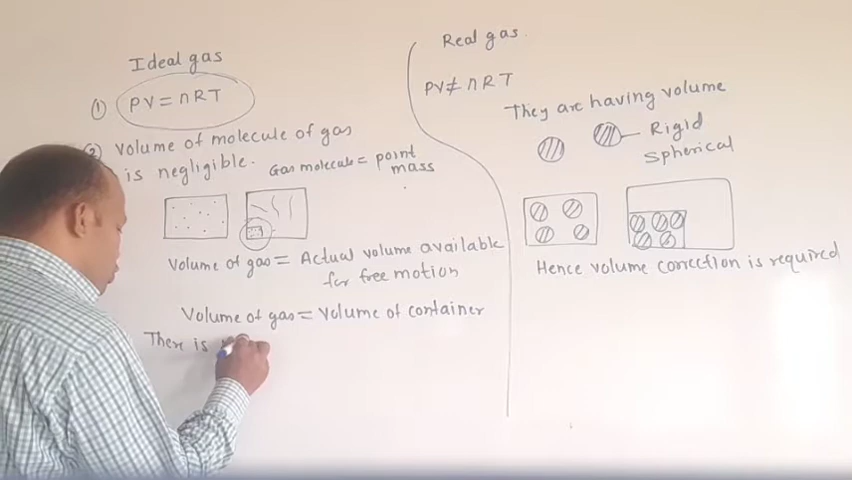 Ideal gas
① PV = nRT
② Volume of molecule of gas
is negligible.
Gas molecule = point
mass
Volume of gas = Actual volume available
for free motion
Volume of gas = Volume of container
There is
Real gas.
PV ≠ nRT
They are having volume
Rigid
Spherical
Hence volume correction is required